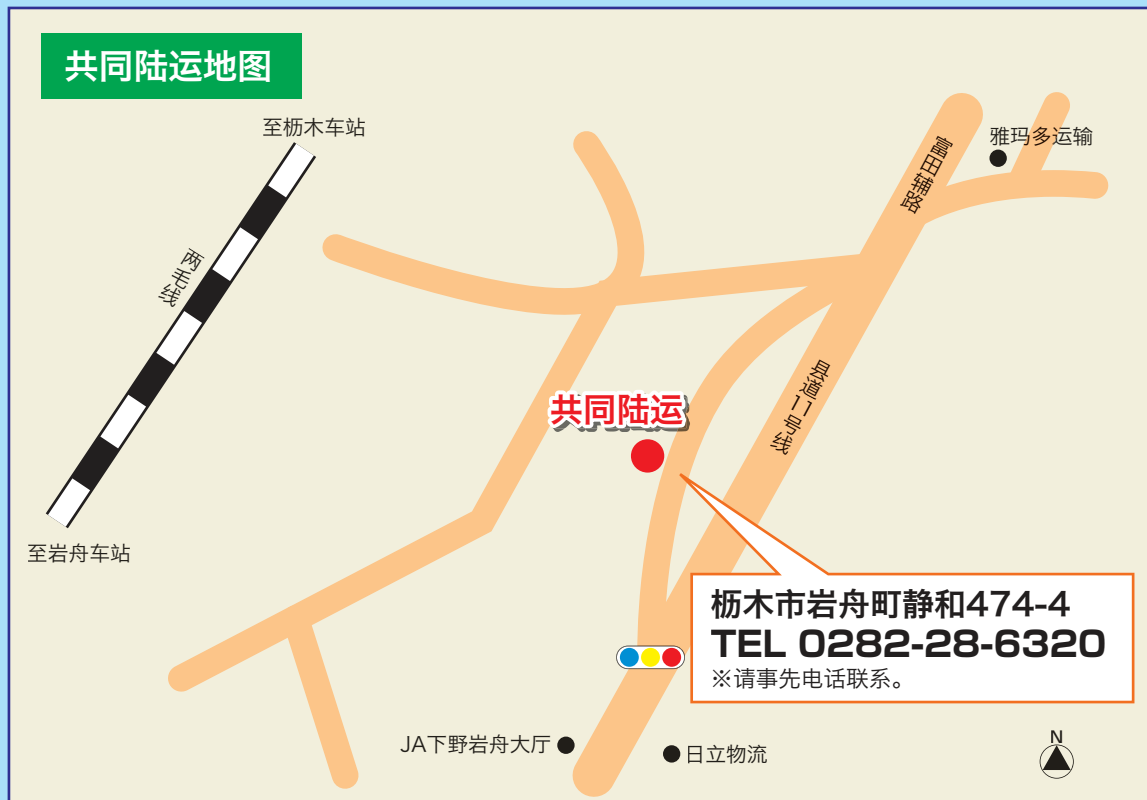 共同陆运地图
至枥木车站
雅玛多运输
富田辅路
两毛线
县道11号线
共同陆运
至岩舟车站
枥木市岩舟町静和474-4
TEL 0282-28-6320
※请事先电话联系。
JA下野岩舟大厅
日立物流
N